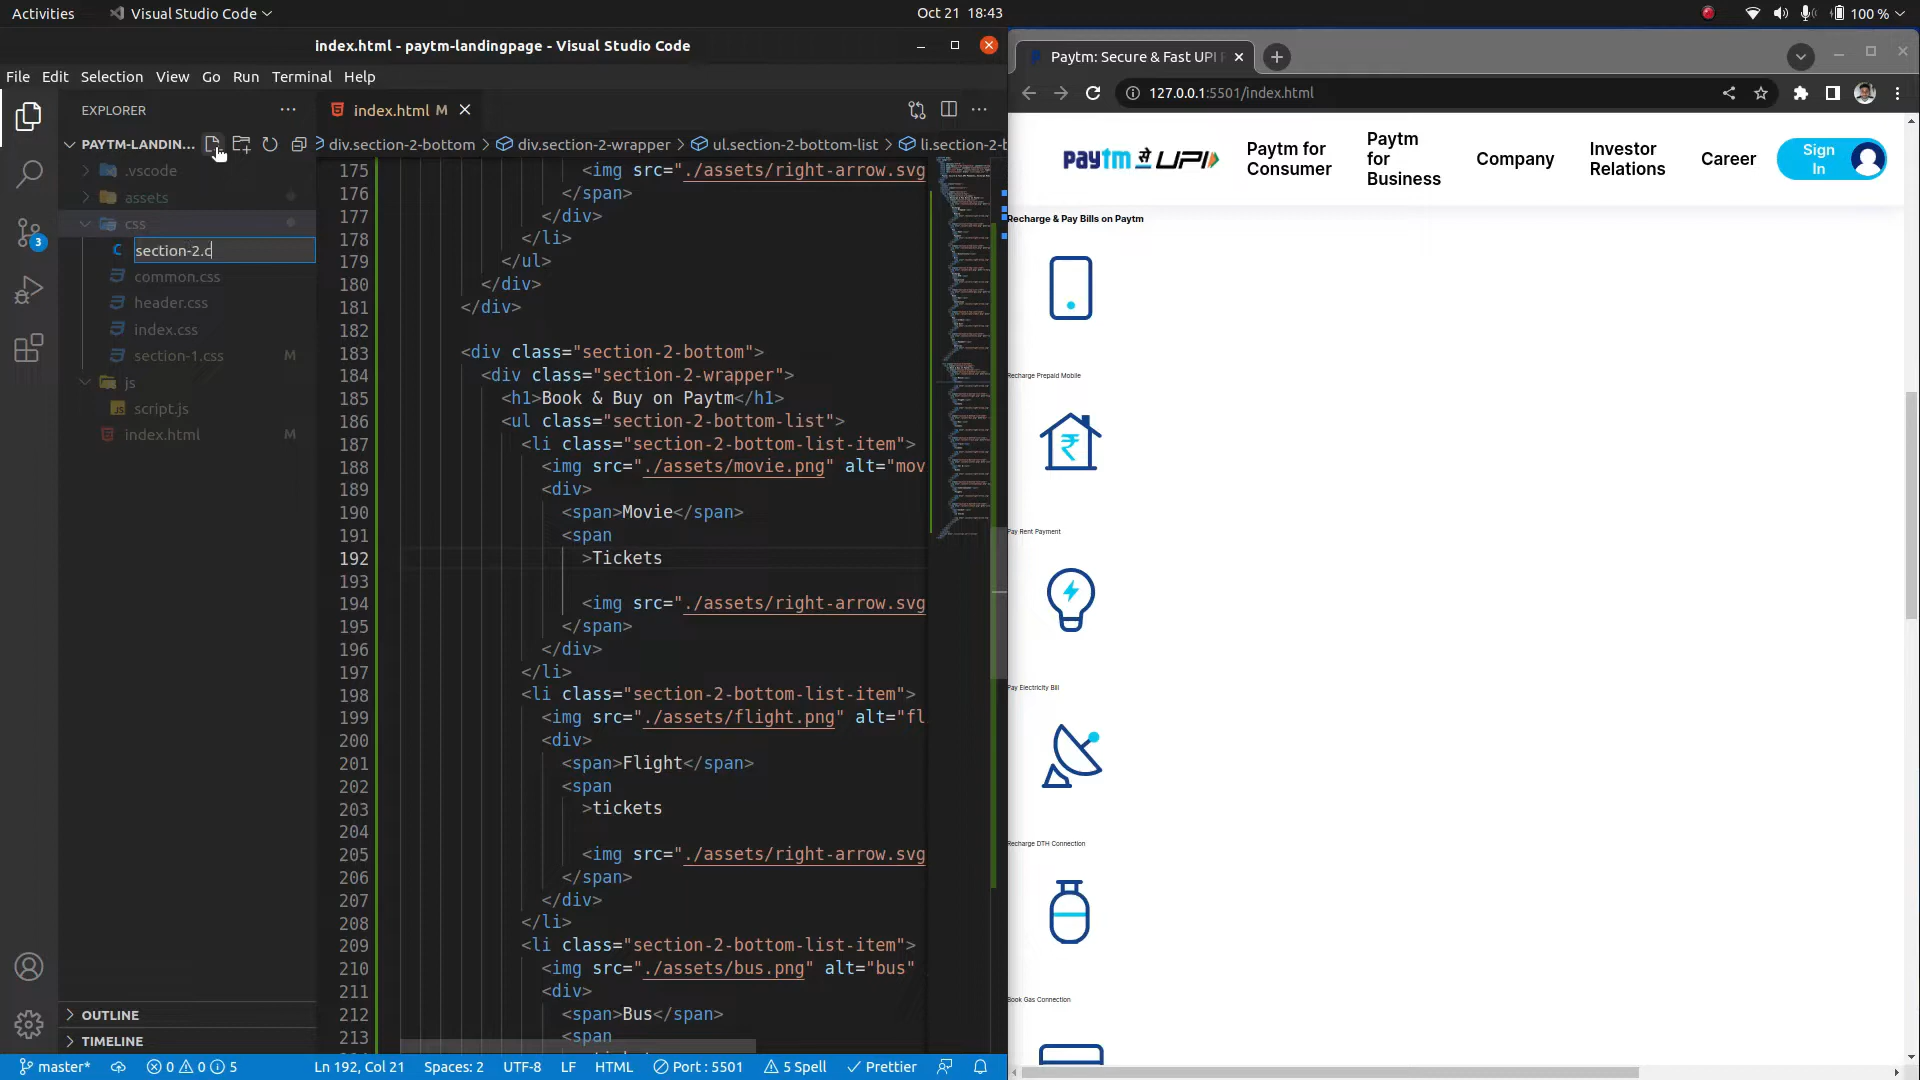 Activities
Visual Studio Code
Oct 21 18:43
100 %
index.html - paytm-landingpage - Visual Studio Code
File Edit Selection View Go Run Terminal Help
EXPLORER
PAYTM-LANDIN...
.vscode
assets
css
section-2.c
common.css
header.css
index.css
section-1.css M
js
script.js
index.html M
OUTLINE
TIMELINE
3
index.html M
div.section-2-bottom > div.section-2-wrapper > ul.section-2-bottom-list > li.section-2-b
175 <img src="./assets/right-arrow.svg
176 </span>
177 </div>
178 </li>
179 </ul>
180 </div>
181 </div>
182
183 <div class="section-2-bottom">
184 <div class="section-2-wrapper">
185 <h1>Book & Buy on Paytm</h1>
186 <ul class="section-2-bottom-list">
187 <li class="section-2-bottom-list-item">
188 <img src="./assets/movie.png" alt="mov
189 <div>
190 <span>Movie</span>
191 <span
192 >Tickets
193
194 <img src="./assets/right-arrow.svg
195 </span>
196 </div>
197 </li>
198 <li class="section-2-bottom-list-item">
199 <img src="./assets/flight.png" alt="fl
200 <div>
201 <span>Flight</span>
202 <span
203 >tickets
204
205 <img src="./assets/right-arrow.svg
206 </span>
207 </div>
208 </li>
209 <li class="section-2-bottom-list-item">
210 <img src="./assets/bus.png" alt="bus"
211 <div>
212 <span>Bus</span>
213 <span
master* 0 0 5 Ln 192, Col 21 Spaces: 2 UTF-8 LF HTML Port : 5501 5 Spell Prettier
Paytm: Secure & Fast UPI P
127.0.0.1:5501/index.html
paytm से UPI
Paytm for Consumer
Paytm for Business
Company
Investor Relations
Career
Sign In
Recharge & Pay Bills on Paytm
Recharge Prepaid Mobile
₹
Pay Rent Payment
Pay Electricity Bill
Recharge DTH Connection
Book Gas Connection